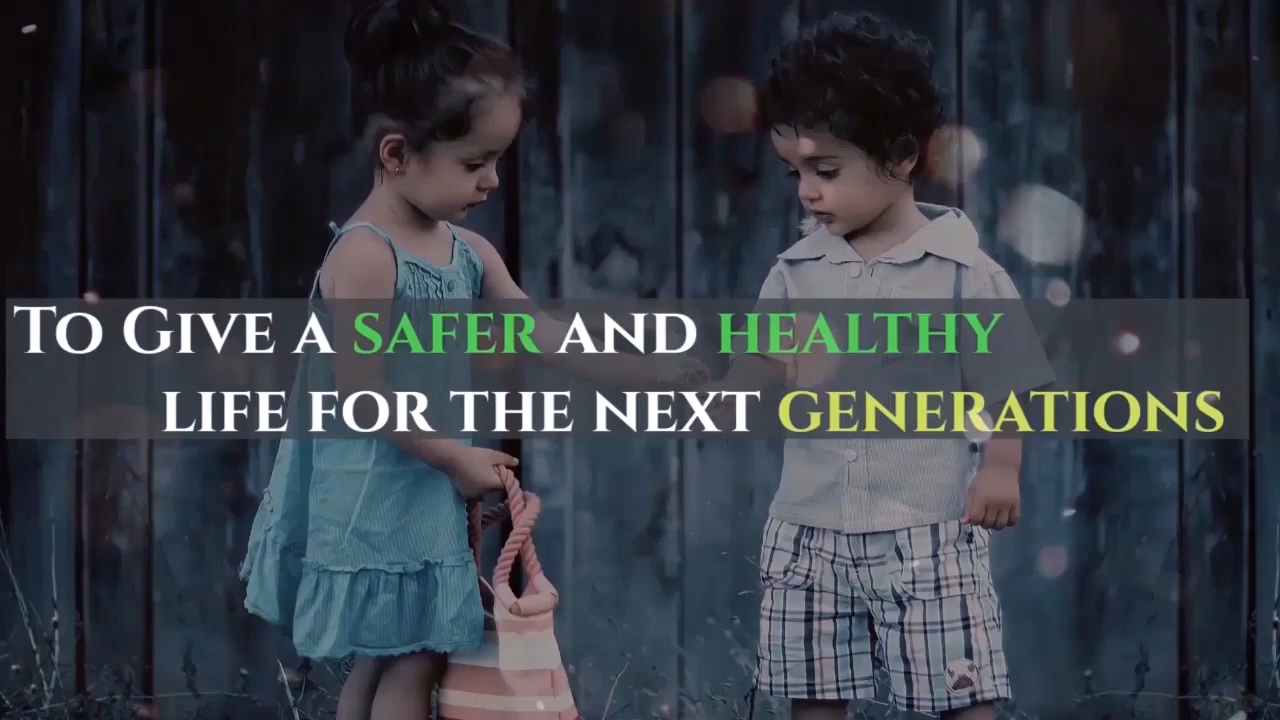 To Give a safer and healthy
life for the next generations